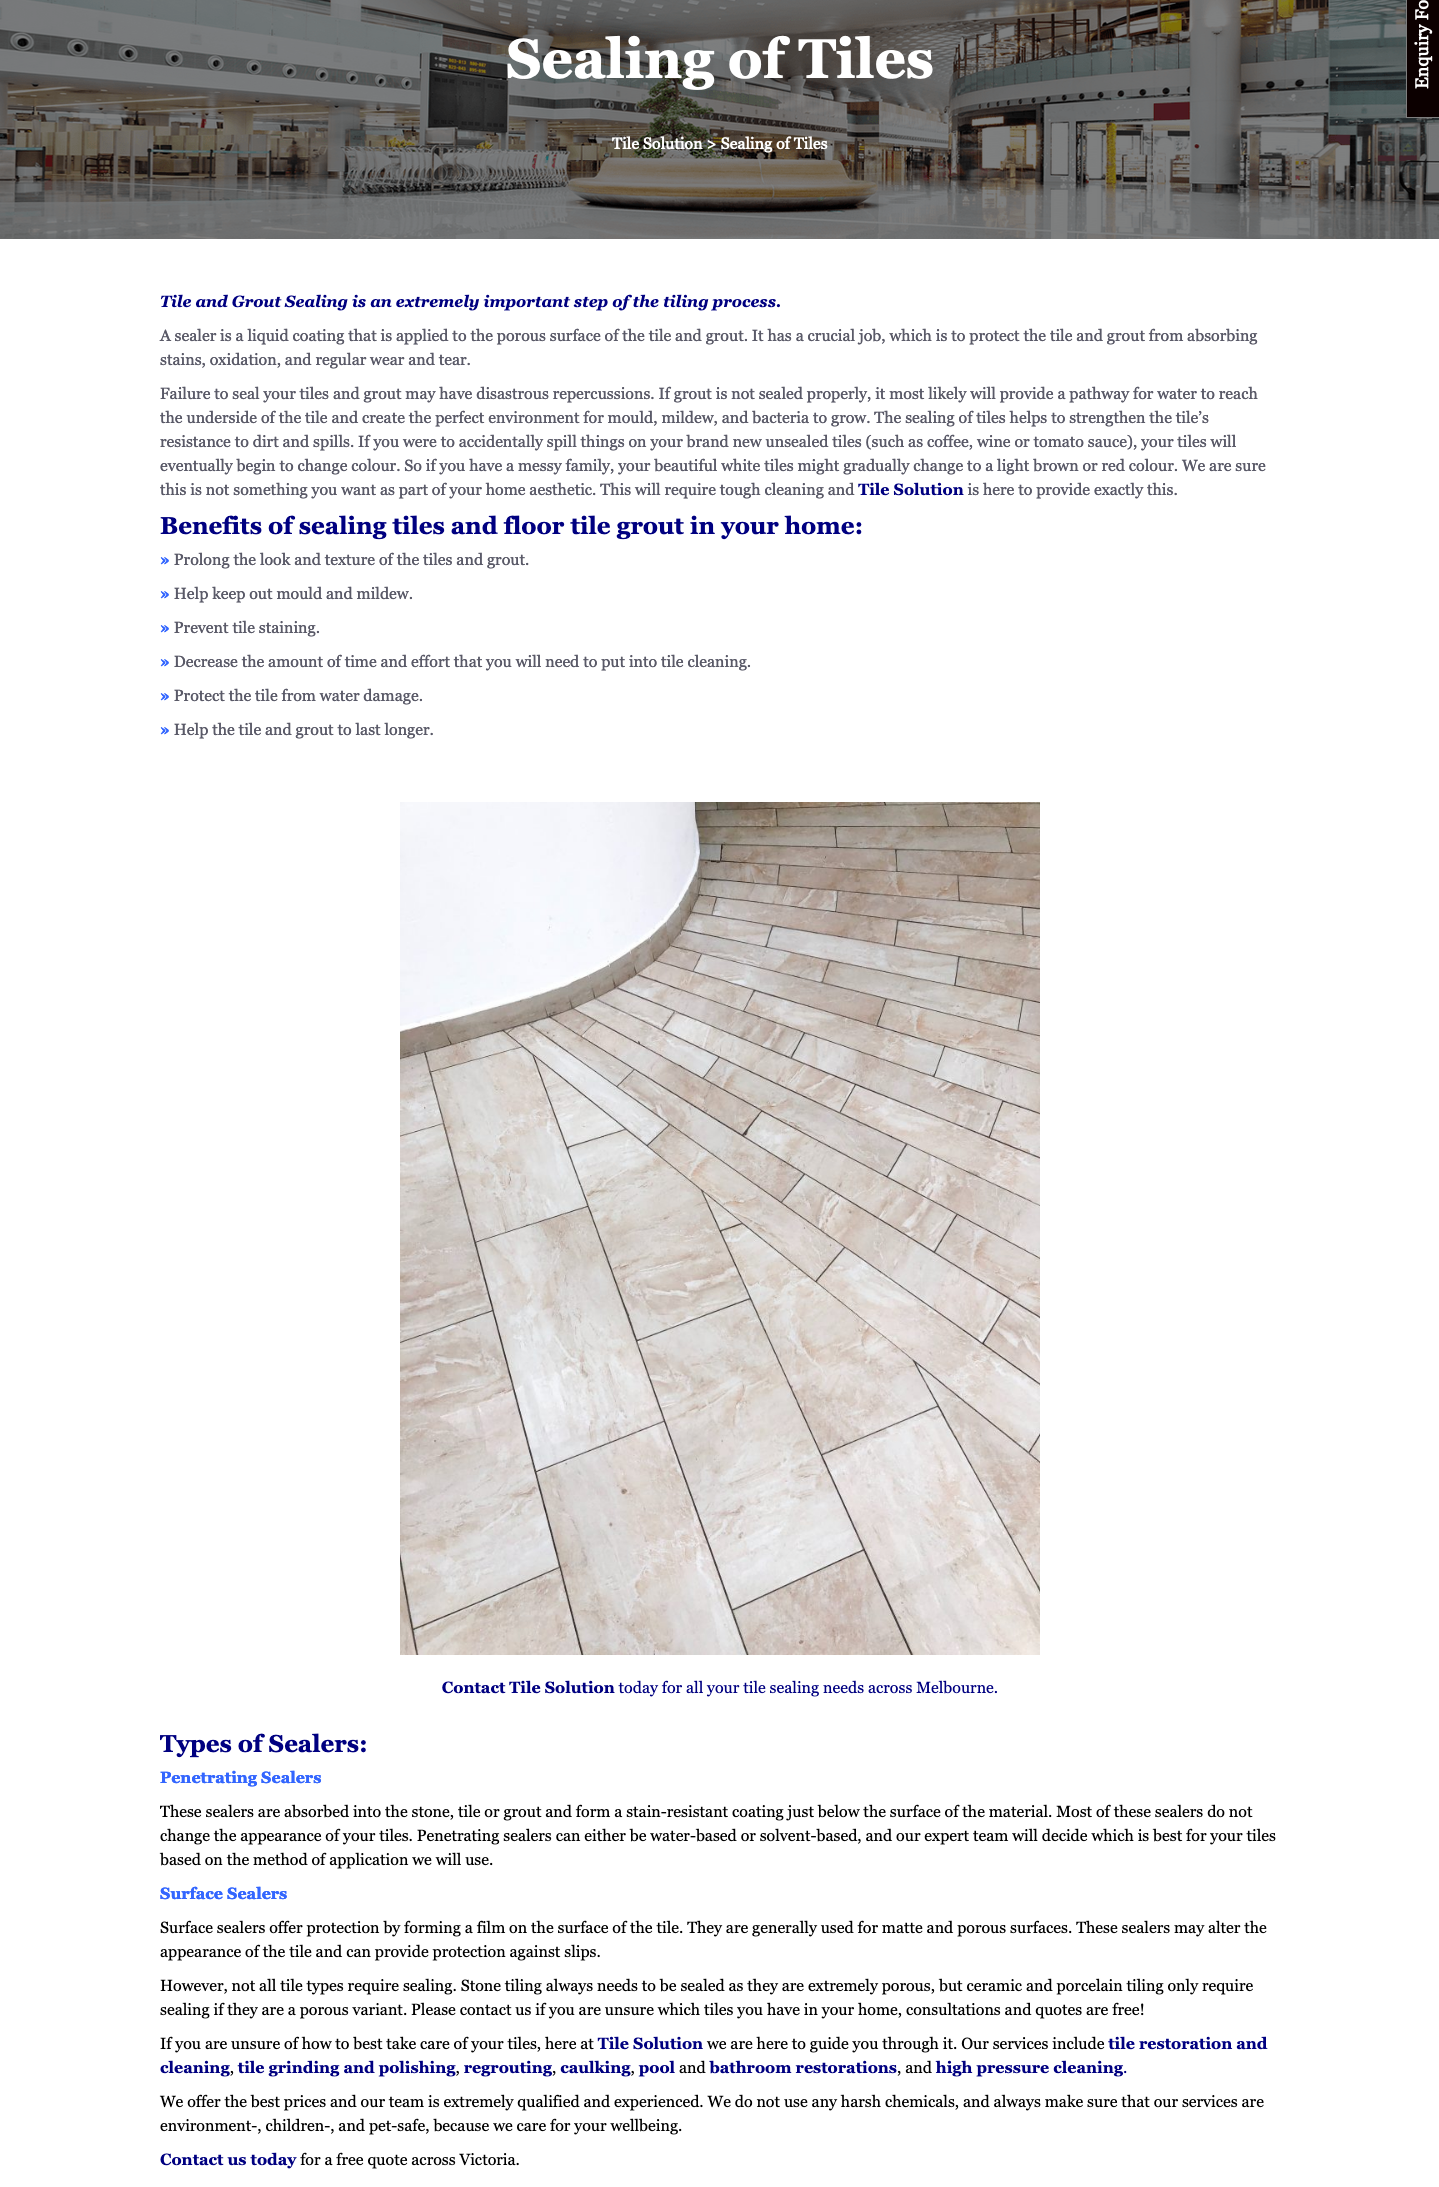 Sealing of Tiles
Enquiry Fo
Tile Solution > Sealing of Tiles
Tile and Grout Sealing is an extremely important step of the tiling process.
A sealer is a liquid coating that is applied to the porous surface of the tile and grout. It has a crucial job, which is to protect the tile and grout from absorbing
stains, oxidation, and regular wear and tear.
Failure to seal your tiles and grout may have disastrous repercussions. If grout is not sealed properly, it most likely will provide a pathway for water to reach
the underside of the tile and create the perfect environment for mould, mildew, and bacteria to grow. The sealing of tiles helps to strengthen the tile’s
resistance to dirt and spills. If you were to accidentally spill things on your brand new unsealed tiles (such as coffee, wine or tomato sauce), your tiles will
eventually begin to change colour. So if you have a messy family, your beautiful white tiles might gradually change to a light brown or red colour. We are sure
this is not something you want as part of your home aesthetic. This will require tough cleaning and Tile Solution is here to provide exactly this.
Benefits of sealing tiles and floor tile grout in your home:
» Prolong the look and texture of the tiles and grout.
» Help keep out mould and mildew.
» Prevent tile staining.
» Decrease the amount of time and effort that you will need to put into tile cleaning.
» Protect the tile from water damage.
» Help the tile and grout to last longer.
Contact Tile Solution today for all your tile sealing needs across Melbourne.
Types of Sealers:
Penetrating Sealers
These sealers are absorbed into the stone, tile or grout and form a stain-resistant coating just below the surface of the material. Most of these sealers do not
change the appearance of your tiles. Penetrating sealers can either be water-based or solvent-based, and our expert team will decide which is best for your tiles
based on the method of application we will use.
Surface Sealers
Surface sealers offer protection by forming a film on the surface of the tile. They are generally used for matte and porous surfaces. These sealers may alter the
appearance of the tile and can provide protection against slips.
However, not all tile types require sealing. Stone tiling always needs to be sealed as they are extremely porous, but ceramic and porcelain tiling only require
sealing if they are a porous variant. Please contact us if you are unsure which tiles you have in your home, consultations and quotes are free!
If you are unsure of how to best take care of your tiles, here at Tile Solution we are here to guide you through it. Our services include tile restoration and
cleaning, tile grinding and polishing, regrouting, caulking, pool and bathroom restorations, and high pressure cleaning.
We offer the best prices and our team is extremely qualified and experienced. We do not use any harsh chemicals, and always make sure that our services are
environment-, children-, and pet-safe, because we care for your wellbeing.
Contact us today for a free quote across Victoria.